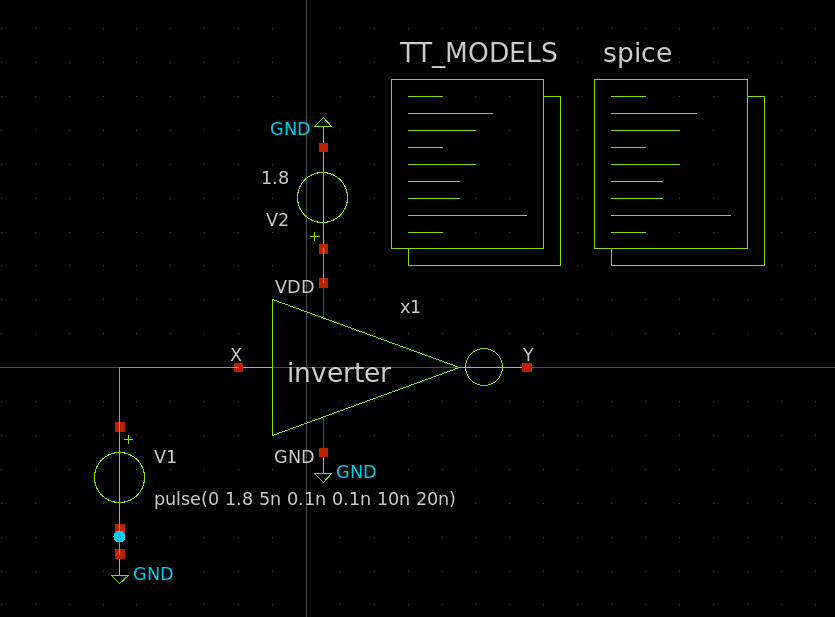 TT_MODELS
spice
GND
1.8
V2
VDD
x1
X
Y
inverter
GND
GND
V1
pulse(0 1.8 5n 0.1n 0.1n 10n 20n)
GND